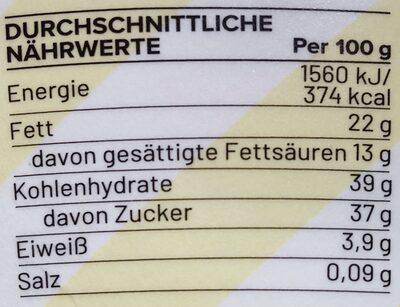 DURCHSCHNITTLICHE
NÄHRWERTE Per 100 g
Energie 1560 kJ/
374 kcal
Fett 22 g
davon gesättigte Fettsäuren 13 g
Kohlenhydrate 39 g
davon Zucker 37 g
Eiweiß 3,9 g
Salz 0,09 g